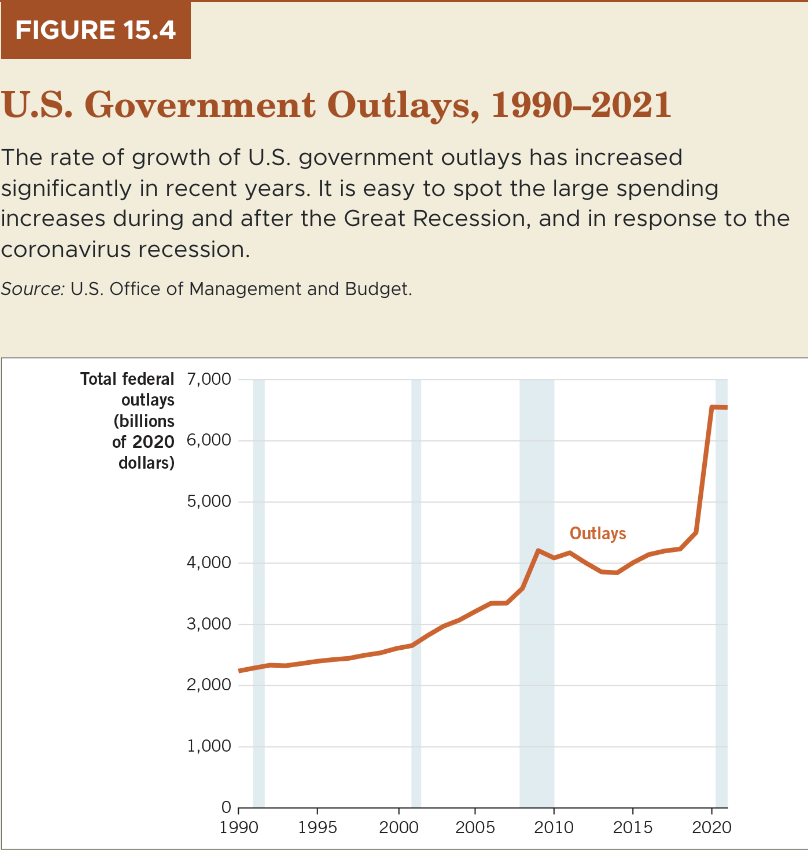 FIGURE 15.4
U.S. Government Outlays, 1990–2021
The rate of growth of U.S. government outlays has increased
significantly in recent years. It is easy to spot the large spending
increases during and after the Great Recession, and in response to the
coronavirus recession.
Source: U.S. Office of Management and Budget.
Total federal
outlays
(billions
of 2020
dollars)
7,000
6,000
5,000
4,000
3,000
2,000
1,000
0
Outlays
1990 1995 2000 2005 2010 2015 2020